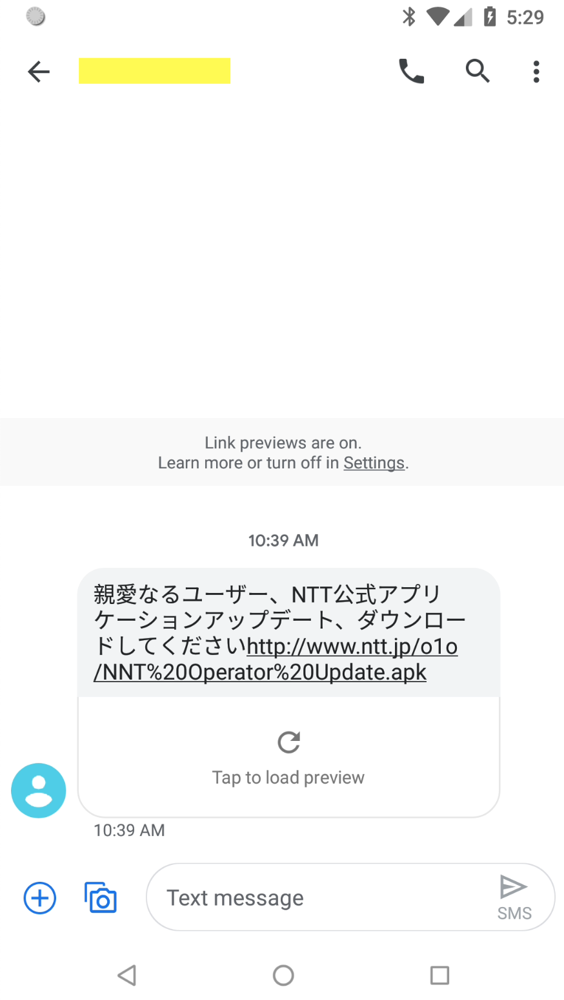 5:29
Link previews are on.
Learn more or turn off in Settings.
10:39 AM
親愛なるユーザー、NTT公式アプリ
ケーションアップデート、ダウンロー
ドしてくださいhttp://www.ntt.jp/o1o
/NNT%20Operator%20Update.apk
Tap to load preview
10:39 AM
Text message
SMS